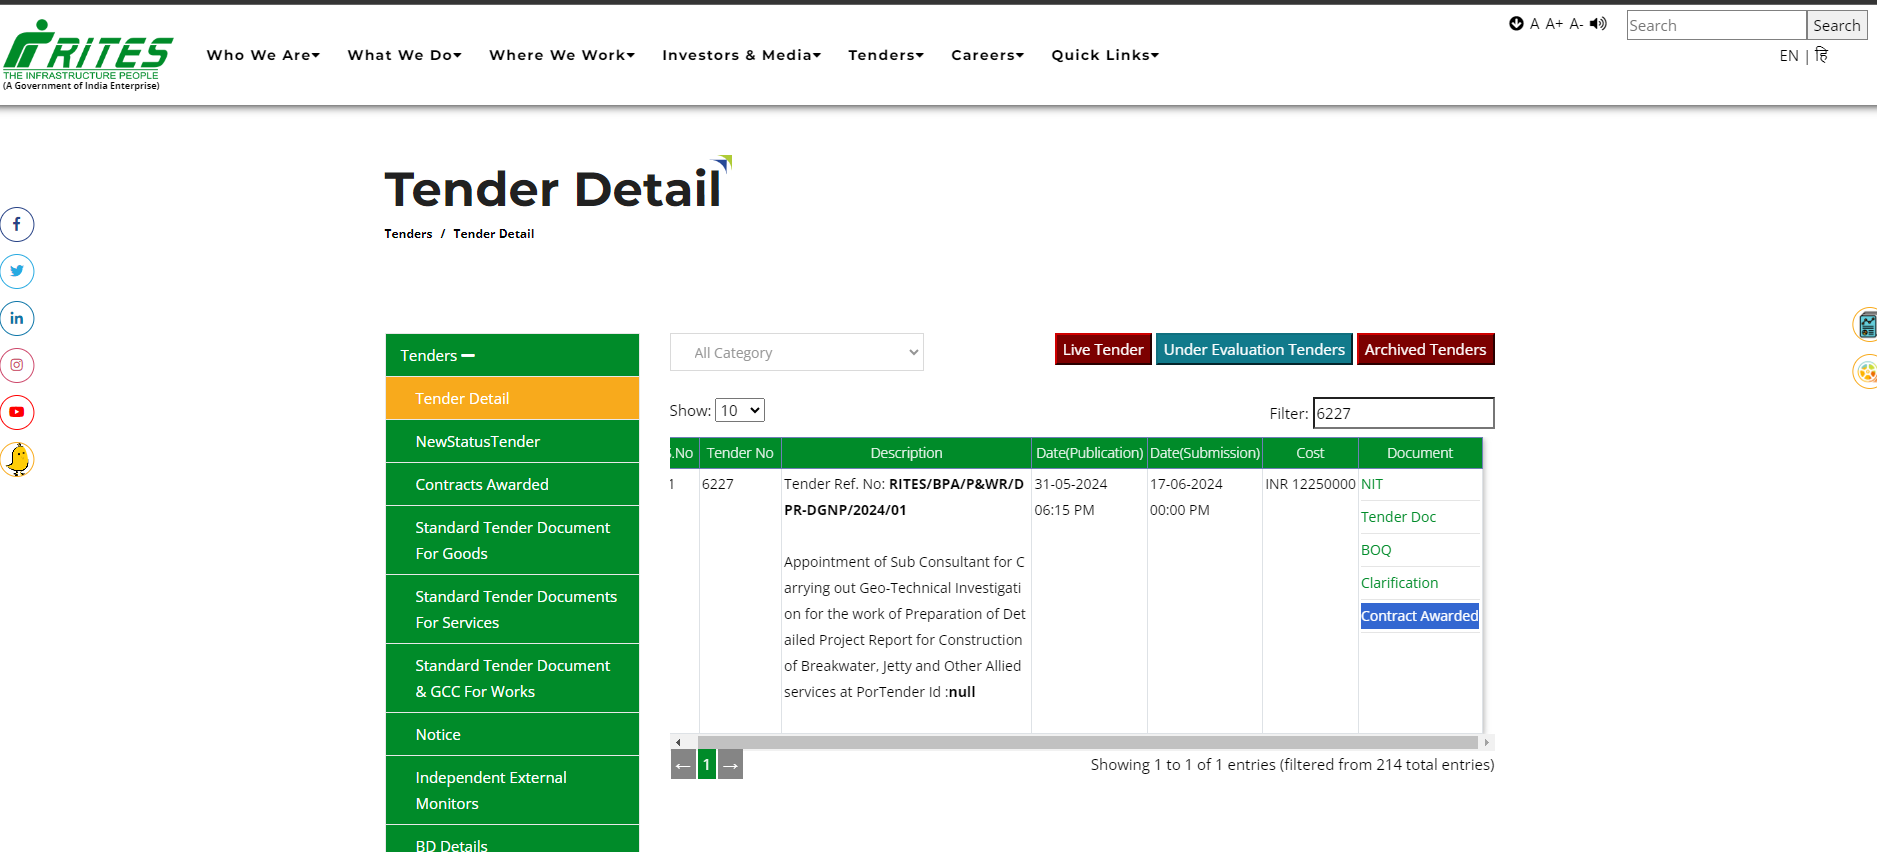 A A+ A-
Search
Search
EN | हि
RITES
THE INFRASTRUCTURE PEOPLE
(A Government of India Enterprise)
Who We Are
What We Do
Where We Work
Investors & Media
Tenders
Careers
Quick Links
Tender Detail
Tenders / Tender Detail
Tenders
Tender Detail
NewStatusTender
Contracts Awarded
Standard Tender Document
For Goods
Standard Tender Documents
For Services
Standard Tender Document
& GCC For Works
Notice
Independent External
Monitors
BD Details
All Category
Live Tender
Under Evaluation Tenders
Archived Tenders
Show: 10
Filter: 6227
.No
Tender No
Description
Date(Publication)
Date(Submission)
Cost
Document
1
6227
Tender Ref. No: RITES/BPA/P&WR/D
PR-DGNP/2024/01
Appointment of Sub Consultant for C
arrying out Geo-Technical Investigati
on for the work of Preparation of Det
ailed Project Report for Construction
of Breakwater, Jetty and Other Allied
services at PorTender Id :null
31-05-2024
06:15 PM
17-06-2024
00:00 PM
INR 12250000
NIT
Tender Doc
BOQ
Clarification
Contract Awarded
← 1 →
Showing 1 to 1 of 1 entries (filtered from 214 total entries)